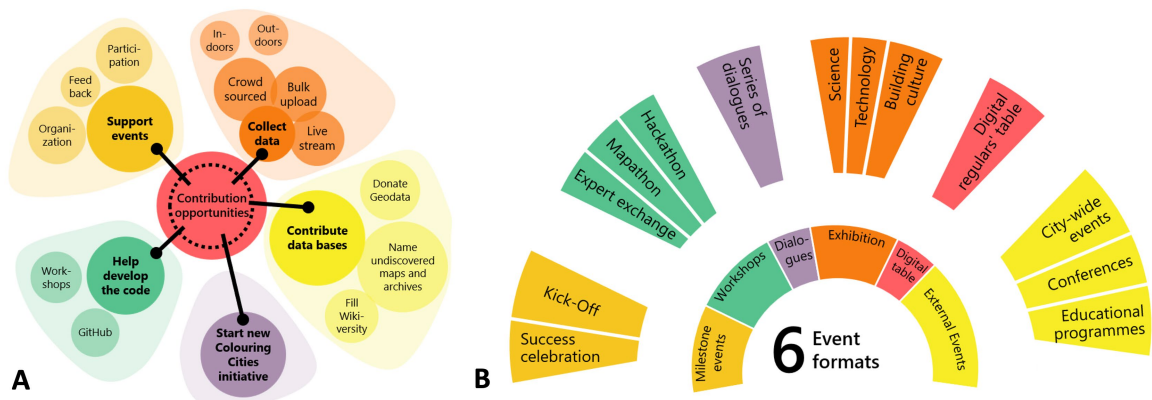 Partici-
pation
Feed
back
Organi-
zation
Support
events
In-
doors
Out-
doors
Crowd
sourced
Bulk
upload
Live
stream
Collect
data
Contribution
opportunities
Donate
Geodata
Contribute
data bases
Name
undiscovered
maps and
archives
Fill
Wiki-
versity
Help
develop
the code
Work-
shops
GitHub
Start new
Colouring
Cities
initiative
A
Success
celebration
Kick-Off
Expert exchange
Mapathon
Hackathon
Series of
dialogues
Science
Technology
Building
culture
Digital
regulars' table
City-wide
events
Conferences
Educational
programmes
Milestone
events
Workshops
Dialo-
gues
Exhibition
Digital
table
External Events
6 Event
formats
B